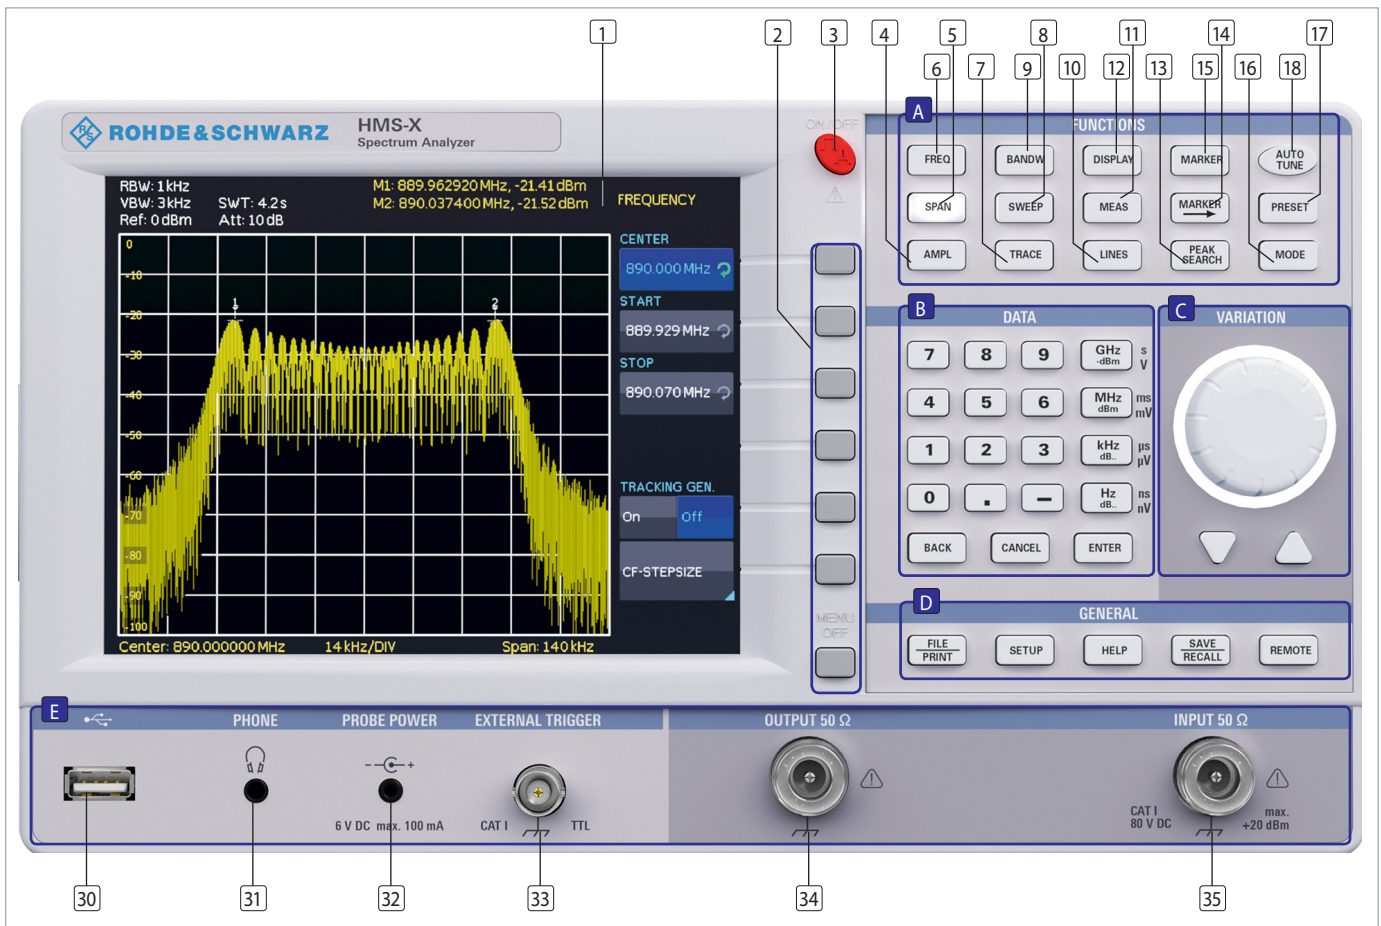 1
2
3
4
5
8
11
14
17
6
7
9
10
12
13
15
16
18
A
ROHDE & SCHWARZ
R S
HMS-X
Spectrum Analyzer
ON / OFF
FUNCTIONS
FREQ
BANDW
DISPLAY
MARKER
AUTO
TUNE
SPAN
SWEEP
MEAS
MARKER
PRESET
AMPL
TRACE
LINES
PEAK
SEARCH
MODE
RBW: 1 kHz
VBW: 3 kHz SWT: 4.2 s
Ref: 0 dBm Att: 10 dB
M1: 889.962920 MHz, -21.41 dBm
M2: 890.037400 MHz, -21.52 dBm
FREQUENCY
CENTER
890.000 MHz
START
889.929 MHz
STOP
890.070 MHz
TRACKING GEN.
On Off
CF-STEPSIZE
0
-10
-20
-30
-40
-50
-60
-70
-80
-90
-100
1
2
Center: 890.000000 MHz 14 kHz/DIV Span: 140 kHz
MENU
OFF
B
DATA
7 8 9 GHz -dBm s V
4 5 6 MHz dBm ms mV
1 2 3 kHz dB.. µs µV
0 . – Hz dB.. ns nV
BACK CANCEL ENTER
C
VARIATION
D
GENERAL
FILE
PRINT
SETUP
HELP
SAVE
RECALL
REMOTE
E
PHONE
PROBE POWER
EXTERNAL TRIGGER
OUTPUT 50 Ω
INPUT 50 Ω
- +
6 V DC max. 100 mA
CAT I
TTL
CAT I
80 V DC
max.
+20 dBm
30
31
32
33
34
35